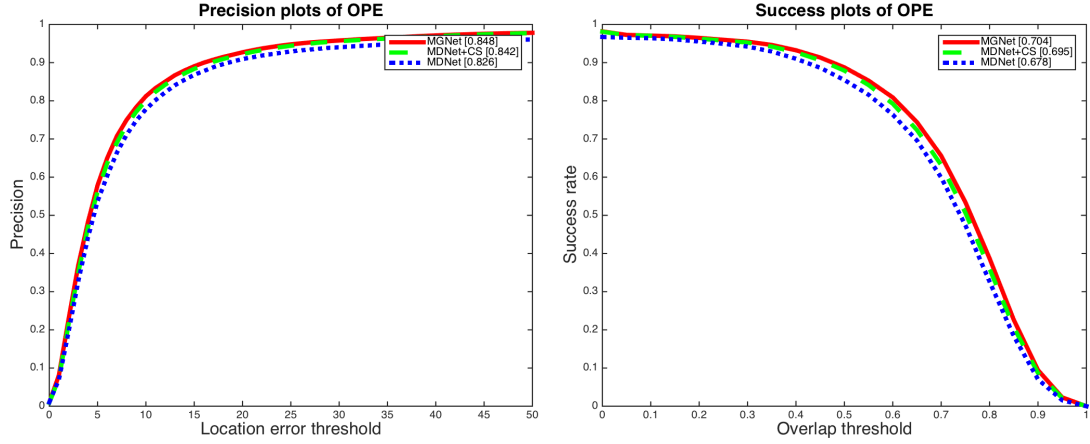 Precision plots of OPE
1
0.9
0.8
0.7
0.6
0.5
0.4
0.3
0.2
0.1
0
Precision
MGNet [0.848]
MDNet+CS [0.842]
MDNet [0.826]
0 5 10 15 20 25 30 35 40 45 50
Location error threshold
Success plots of OPE
1
0.9
0.8
0.7
0.6
0.5
0.4
0.3
0.2
0.1
0
Success rate
MGNet [0.704]
MDNet+CS [0.695]
MDNet [0.678]
0 0.1 0.2 0.3 0.4 0.5 0.6 0.7 0.8 0.9 1
Overlap threshold